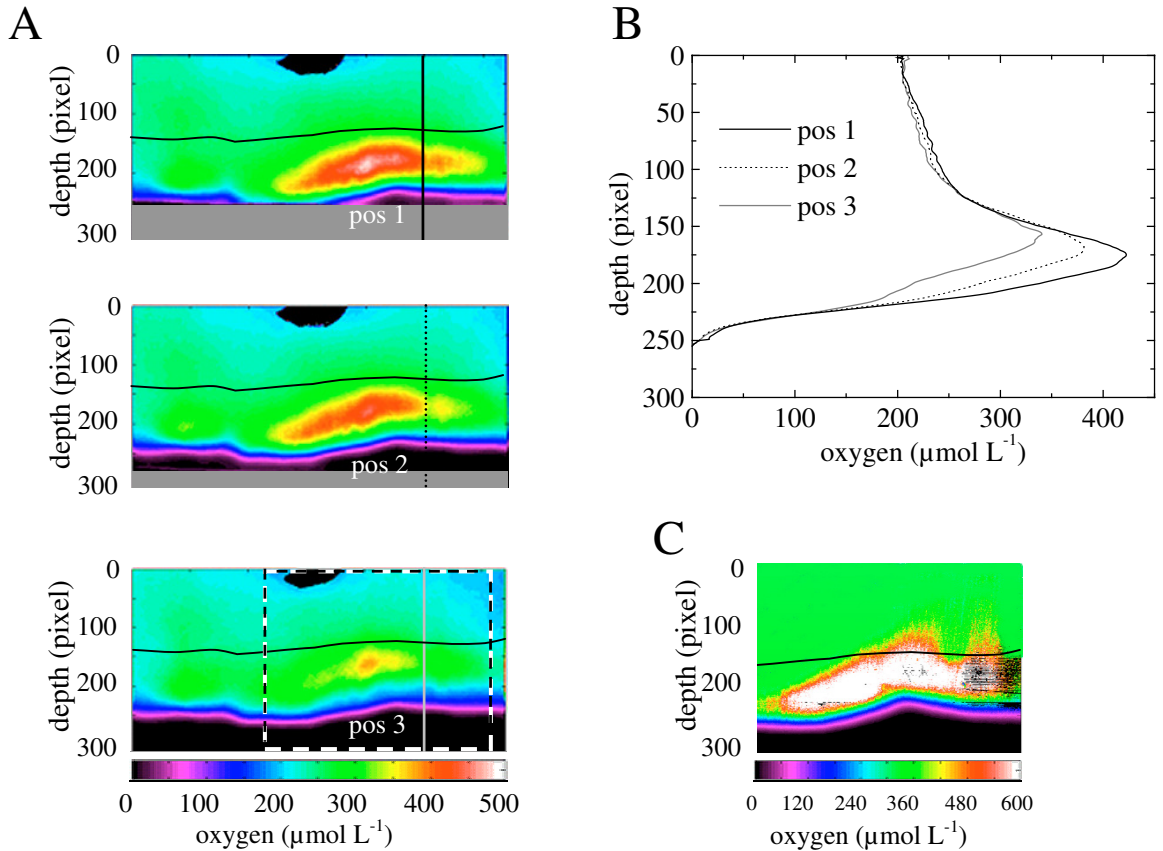 A
depth (pixel)
0
100
200
300
pos 1
depth (pixel)
0
100
200
300
pos 2
depth (pixel)
0
100
200
300
pos 3
0 100 200 300 400 500
oxygen (µmol L⁻¹)
B
depth (pixel)
0
50
100
150
200
250
300
pos 1
pos 2
pos 3
0 100 200 300 400
oxygen (µmol L⁻¹)
C
depth (pixel)
0
100
200
300
0 120 240 360 480 600
oxygen (µmol L⁻¹)